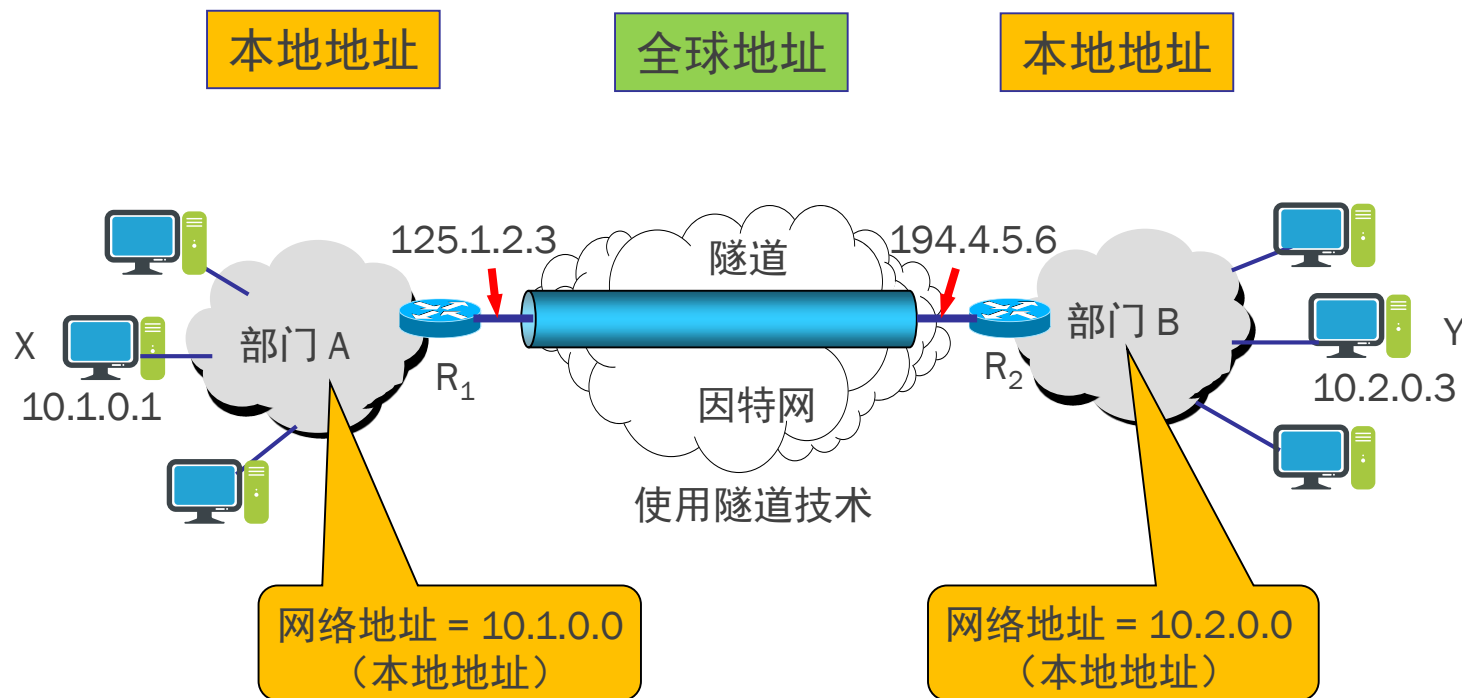 本地地址
全球地址
本地地址
125.1.2.3
隧道
194.4.5.6
X
部门 A
R1
部门 B
Y
10.1.0.1
R2
10.2.0.3
因特网
使用隧道技术
网络地址 = 10.1.0.0
（本地地址）
网络地址 = 10.2.0.0
（本地地址）